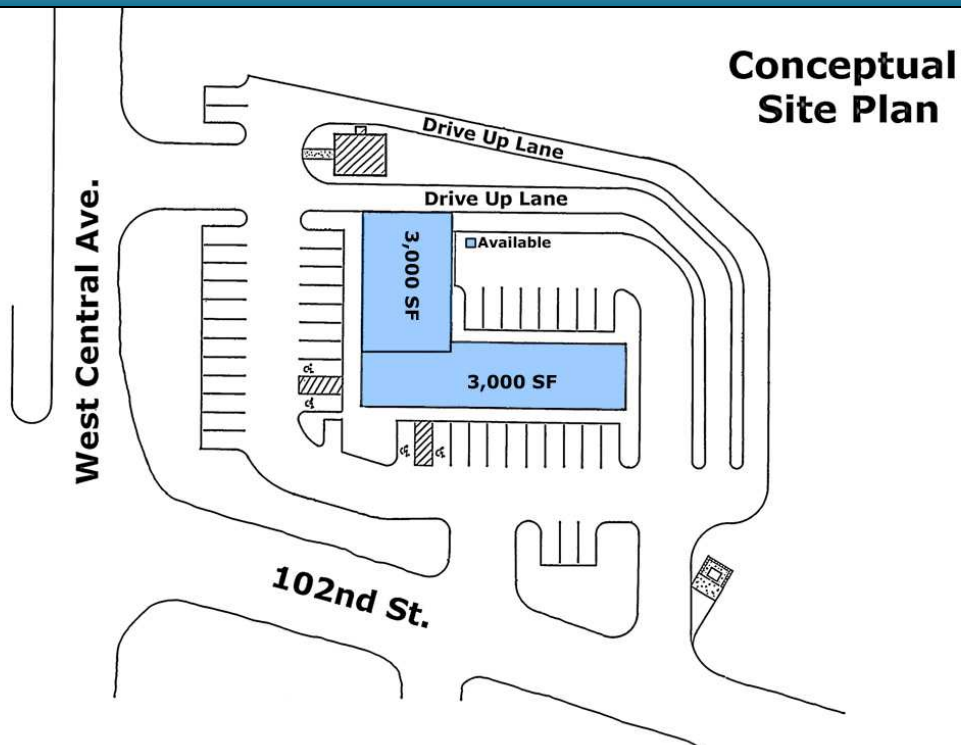 Conceptual
Site Plan
Drive Up Lane
Drive Up Lane
Available
3,000 SF
3,000 SF
West Central Ave.
102nd St.